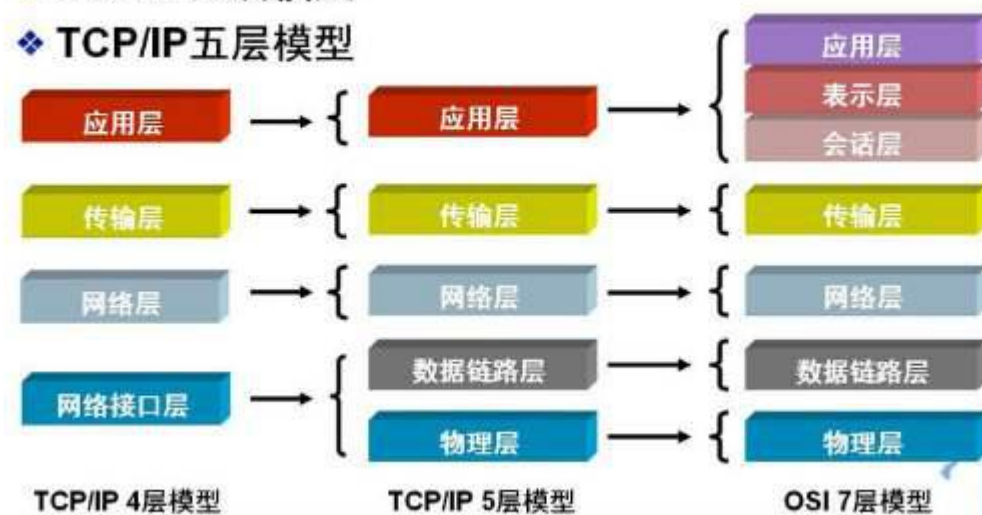 TCP/IP五层模型
应用层
应用层
应用层
表示层
会话层
传输层
传输层
传输层
网络层
网络层
网络层
网络接口层
数据链路层
数据链路层
物理层
物理层
TCP/IP 4层模型
TCP/IP 5层模型
OSI 7层模型